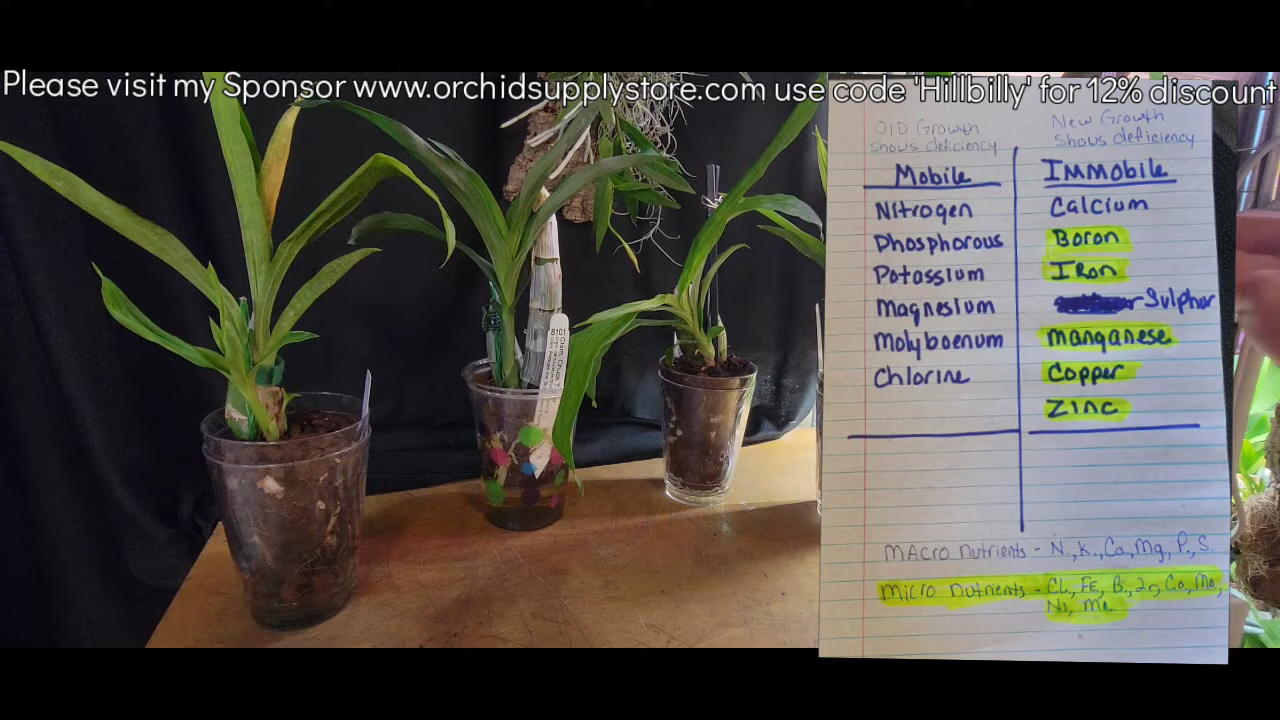 Please visit my Sponsor www.orchidsupplystore.com use code 'Hillbilly' for 12% discount
Old Growth
shows deficiency
Mobile
Nitrogen
Phosphorous
Potassium
Magnesium
Molyboenum
Chlorine
New Growth
Shows deficiency
Immobile
Calcium
Boron
Iron
Sulphur
Manganese
Copper
Zinc
MAcro Nutrients - N., K., Ca., Mg., P., S.
Micro Nutrients - CL., FE., B., Zn, Co., Mo.,
Ni, Mn.
8101